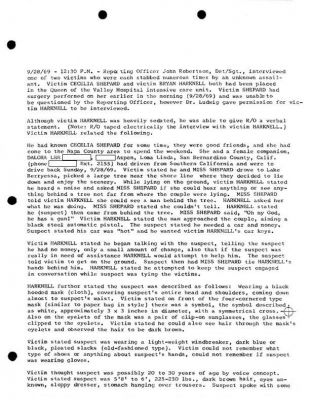 9/28/69 - 12:30 P.M. - Reporting Officer John Robertson, Det/Sgt., interviewed
one of two victims who were each stabbed numerous times by an unknown assail-
ant. Victim CECELIA SHEPARD and victim BRYAN HARTNELL both had been placed
in the Queen of the Valley Hospital intensive care unit. Victim SHEPARD had
surgery performed on her earlier in the morning (9/28/69) and was unable to
be questioned by the Reporting Officer, however Dr. Ludwig gave permission for vic-
tim HARTNELL to be interviewed.
Although victim HARTNELL was heavily sedated, he was able to give R/O a verbal
statement. (Note: R/O taped electrically the interview with victim HARTNELL.)
Victim HARTNELL related the following.
He had known CECELIA SHEPARD for some time, they were good friends, and she had
come to the Napa County area to spend the weekend. She and a female companion,
DALORA LEE Aspen, Loma Linda, San Bernardino County, Calif.
(phone Ext. 2155) had driven from Southern California and were to
drive back Sunday, 9/28/69. Victim stated he and MISS SHEPARD drove to Lake
Berryessa, picked a large tree near the shore line where they decided to lie
down and enjoy the scenery. While lying on the ground, victim HARTNELL stated
he heard a noise and asked MISS SHEPARD if she could hear anything or see any-
thing behind a tree not far from where the couple were lying. MISS SHEPARD
told victim HARTNELL she could see a man behind the tree. HARTNELL asked her
what he was doing. MISS SHEPARD stated she couldn't tell. HARTNELL stated
he (suspect) then came from behind the tree. MISS SHEPARD said, "Oh my God,
he has a gun!" Victim HARTNELL stated the man approached the couple, aiming a
black steel automatic pistol. The suspect stated he needed a car and money.
Suspect stated his car was "hot" and he wanted victim HARTNELL's car keys.
Victim HARTNELL stated he began talking with the suspect, telling the suspect
he had no money, only a small amount of change, also that if the suspect was
really in need of assistance HARTNELL would attempt to help him. The suspect
told victim to get on the ground. Suspect then had MISS SHEPARD tie HARTNELL's
hands behind him. HARTNELL stated he attempted to keep the suspect engaged
in conversation while suspect was tying the victims.
HARTNELL further stated the suspect was described as follows: Wearing a black
hooded mask (cloth), covering suspect's entire head and shoulders, coming down
almost to suspect's waist. Victim stated on front of the four-cornered type
mask (similar to paper bag in style) there was a symbol, the symbol described
as white, approximately 3 x 3 inches in diameter, with a symmetrical cross.
Also on the eyelets of the mask was a pair of clip-on sunglasses, the glasses
clipped to the eyelets. Victim stated he could also see hair through the mask's
eyelets and observed the hair to be dark brown.
Victim stated suspect was wearing a light-weight windbreaker, dark blue or
black, pleated slacks (old-fashioned type). Victim could not remember what
type of shoes or anything about suspect's hands, could not remember if suspect
was wearing gloves.
Victim thought suspect was possibly 20 to 30 years of age by voice concept.
Victim stated suspect was 5'8" to 6', 225-250 lbs., dark brown hair, eyes un-
known, sloppy dresser, stomach hanging over trousers. Suspect spoke with some